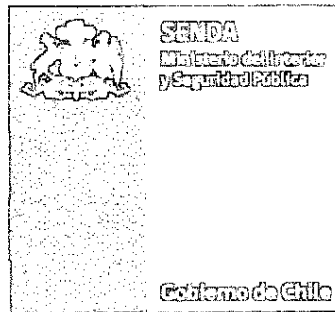 SENDA
Ministerio del Interior
y Seguridad Pública
Gobierno de Chile